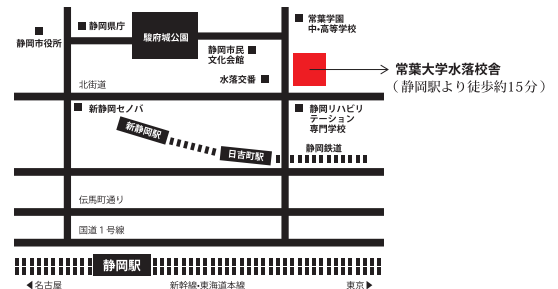 静岡市役所
静岡県庁
駿府城公園
常葉学園
中・高等学校
静岡市民
文化会館
水落交番
常葉大学水落校舎
(静岡駅より徒歩約15分)
北街道
新静岡セノバ
新静岡駅
日吉町駅
静岡リハビリ
テーション
専門学校
静岡鉄道
伝馬町通り
国道1号線
静岡駅
◀名古屋
新幹線・東海道本線
東京▶